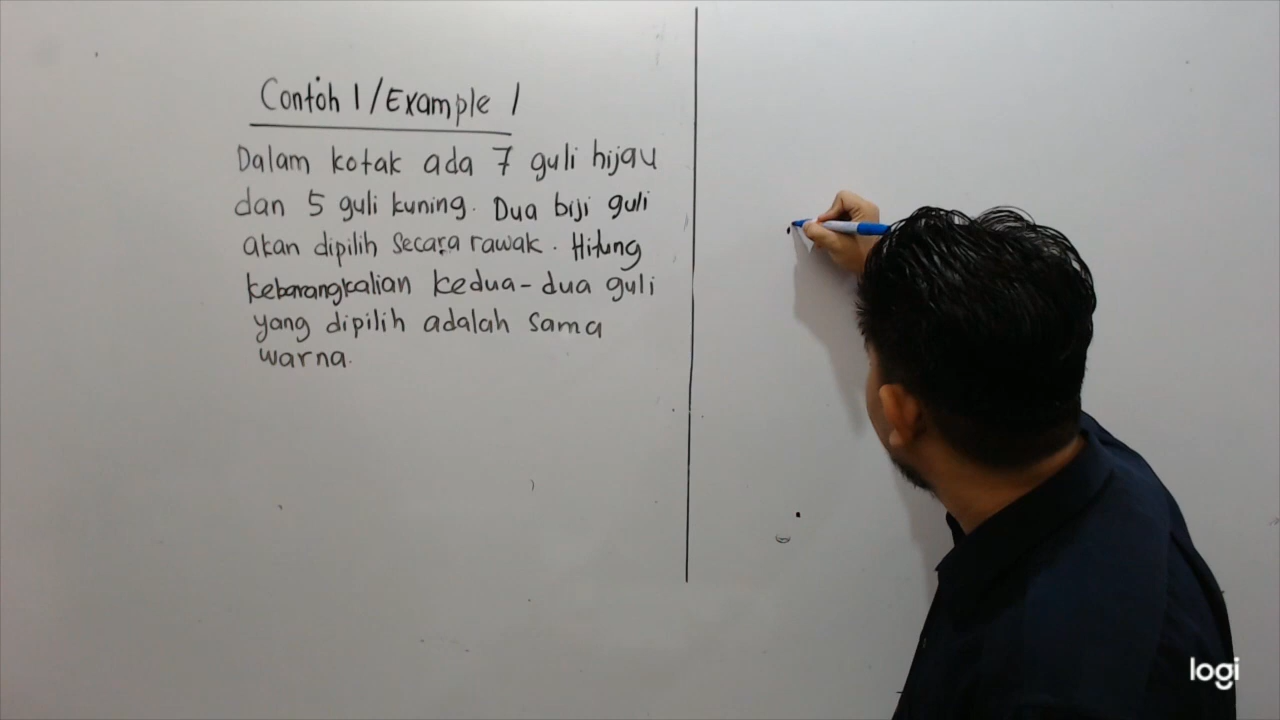 Contoh 1/Example 1
Dalam kotak ada 7 guli hijau
dan 5 guli kuning. Dua biji guli
akan dipilih secara rawak. Hitung
kebarangkalian kedua-dua guli
yang dipilih adalah sama
warna.
logi